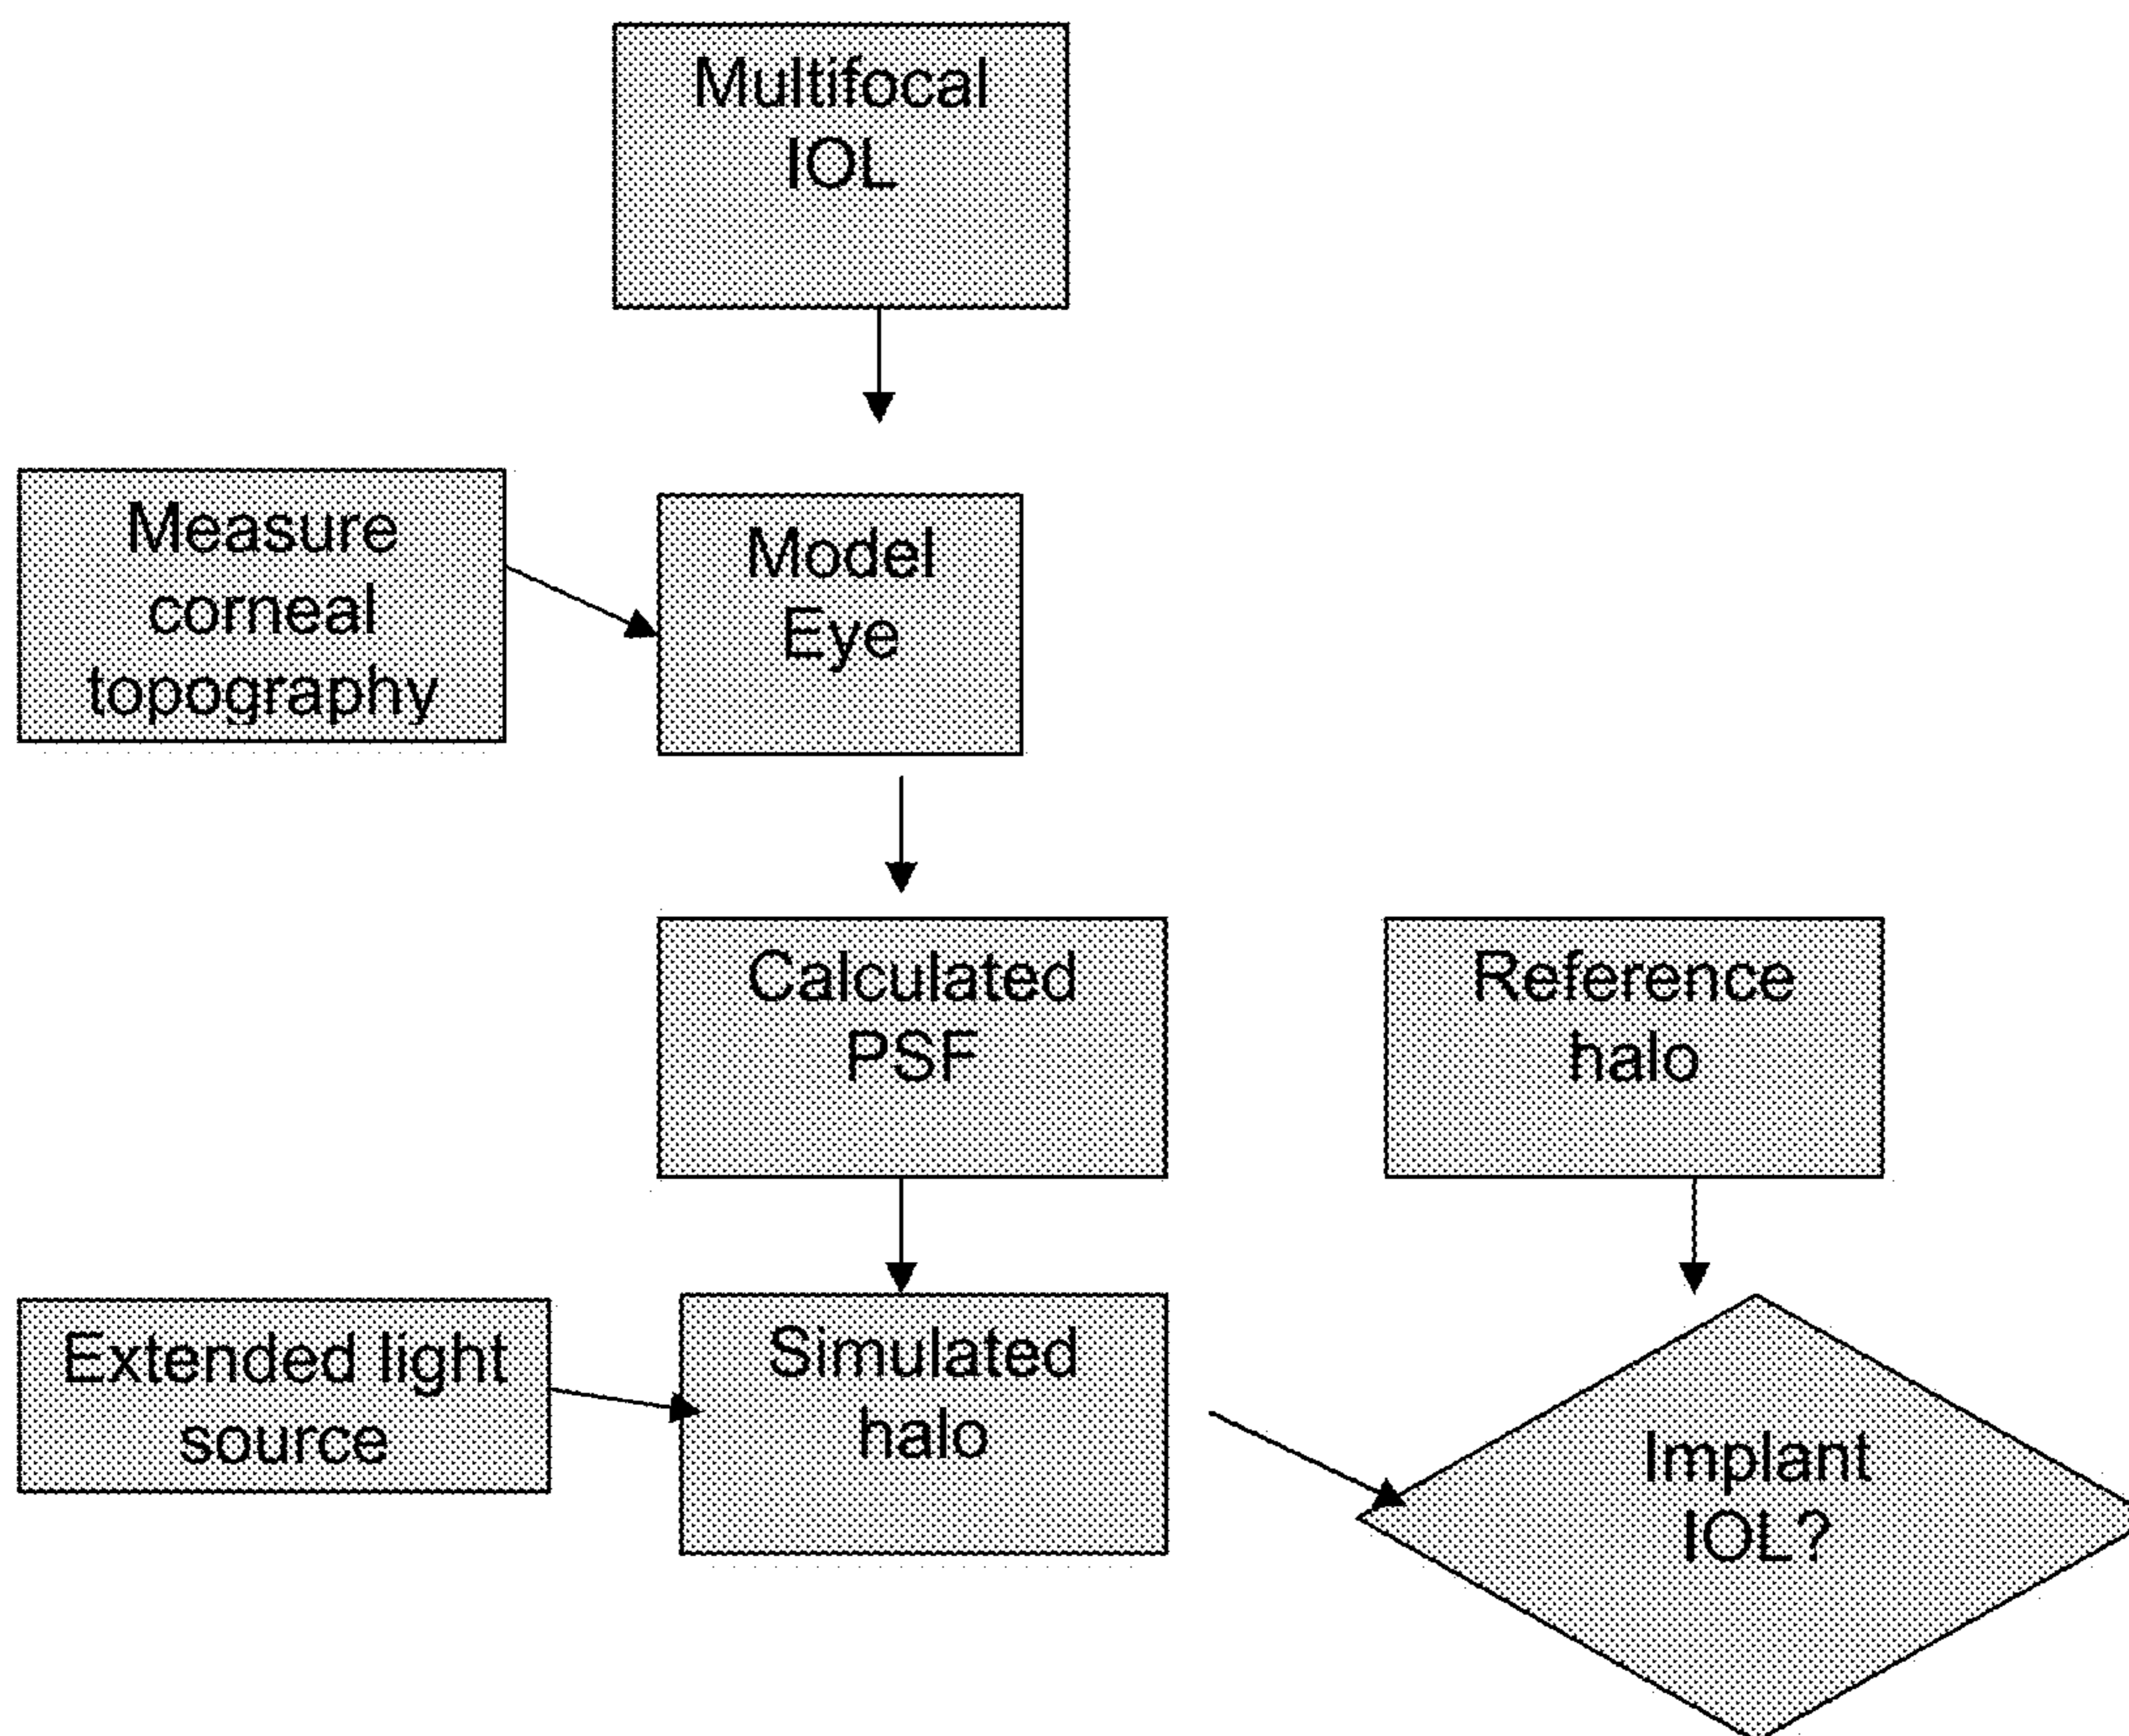 Multifocal
IOL
Measure
corneal
topography
Model
Eye
Calculated
PSF
Reference
halo
Extended light
source
Simulated
halo
Implant
IOL?